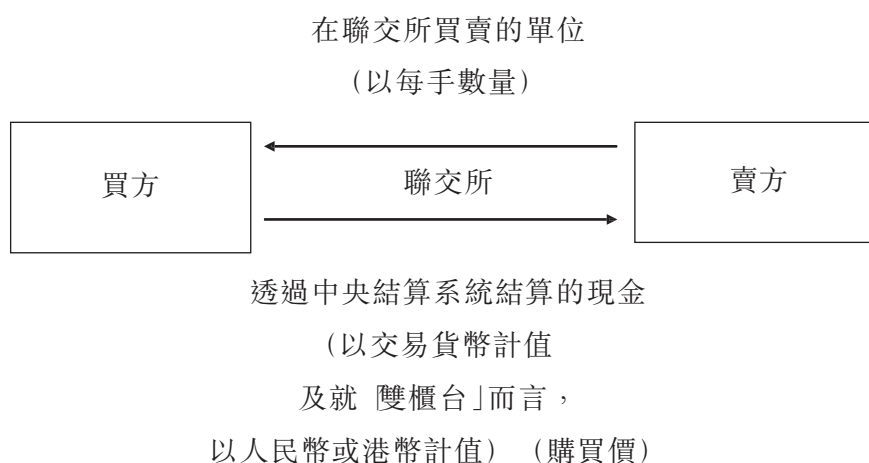 在聯交所買賣的單位
(以每手數量)
買方
聯交所
賣方
透過中央結算系統結算的現金
(以交易貨幣計值
及就「雙櫃台」而言，
以人民幣或港幣計值) (購買價)